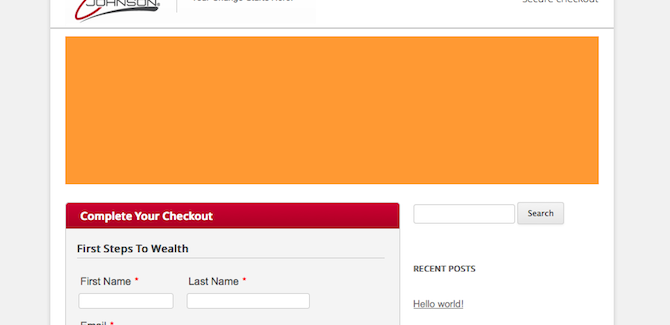 JOHNSON
Your Change Starts Here.
secure checkout
Complete Your Checkout
Search
First Steps To Wealth
First Name *
Last Name *
RECENT POSTS
Hello world!
Email *